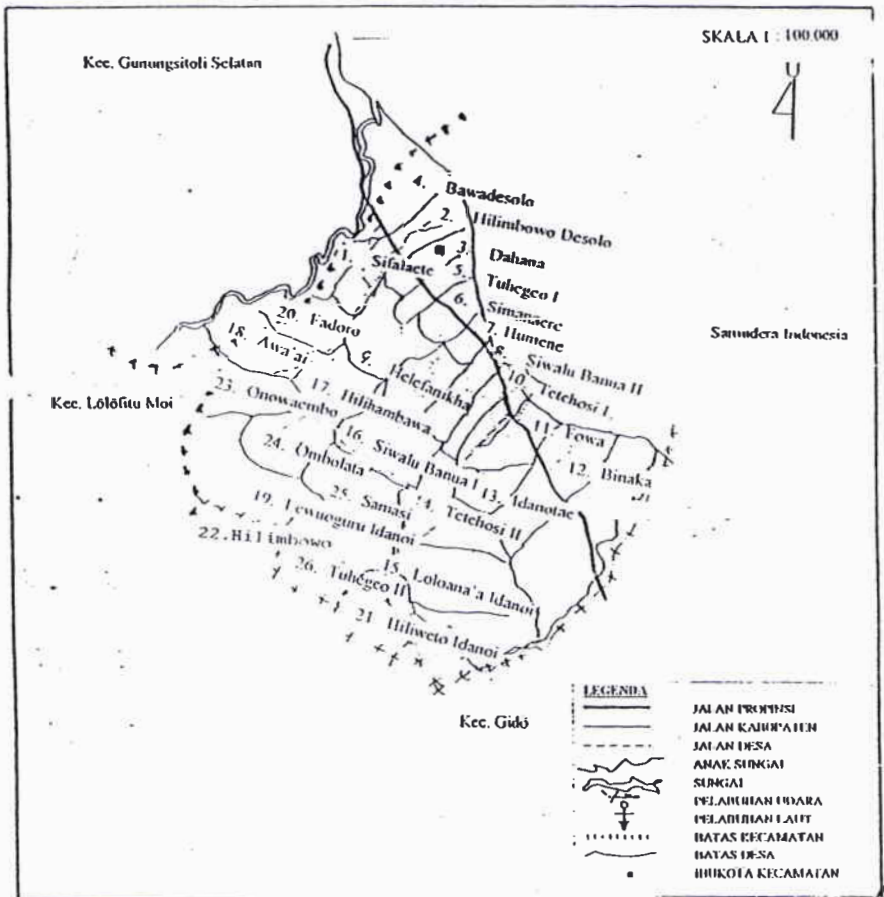 SKALA 1 : 100.000
U
Kec. Gunungsitoli Selatan
4. Bawadesolo
2. Hilimbowo Desolo
3. Dahana
1. Sifalaete
5. Tuhegeo I
6. Simanaere
7. Humene
Samudera Indonesia
20. Fadoro
18. Awa'ai
8. Siwalu Banua II
9. Helefanikha
10. Tetehosi I
Kec. Lölöfitu Moi
23. Onowaembo
17. Hilihambawa
11. Fowa
24. Ombolata
16. Siwalu Banua I
12. Binaka
25. Samasi
13. Idanotae
14. Tetehosi II
19. Lewuoguru Idanoi
22.Hilimbowo
15. Loloana'a Idanoi
26. Tuhegeo II
21 Hiliweto Idanoi
Kec. Gidö
LEGENDA
JALAN PROPINSI
JALAN KABUPATEN
JALAN DESA
ANAK SUNGAI
SUNGAI
PELABUHAN UDARA
PELABUHAN LAUT
BATAS KECAMATAN
BATAS DESA
IBUKOTA KECAMATAN